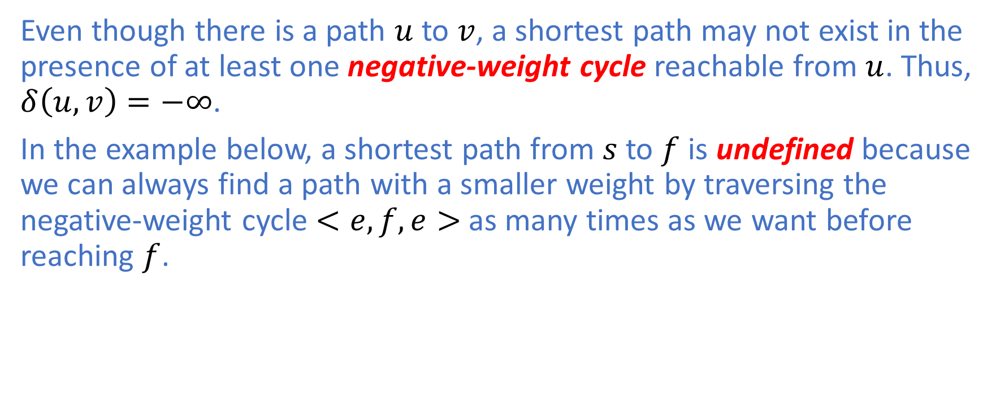 Even though there is a path 𝑢 to 𝑣, a shortest path may not exist in the
presence of at least one negative-weight cycle reachable from 𝑢. Thus,
𝛿(𝑢, 𝑣) = −∞.
In the example below, a shortest path from 𝑠 to 𝑓 is undefined because
we can always find a path with a smaller weight by traversing the
negative-weight cycle < 𝑒, 𝑓, 𝑒 > as many times as we want before
reaching 𝑓.